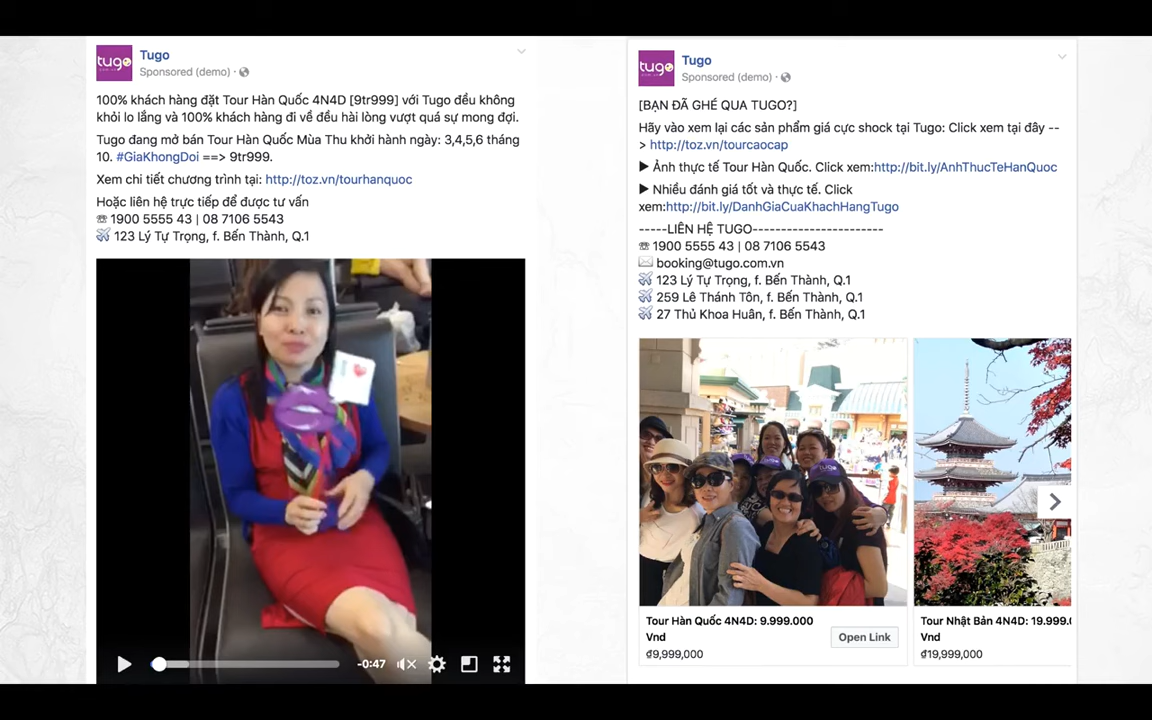 tugo
Tugo
Sponsored (demo) ·
100% khách hàng đặt Tour Hàn Quốc 4N4D [9tr999] với Tugo đều không
khỏi lo lắng và 100% khách hàng đi về đều hài lòng vượt quá sự mong đợi.
Tugo đang mở bán Tour Hàn Quốc Mùa Thu khởi hành ngày: 3,4,5,6 tháng
10. #GiaKhongDoi ==> 9tr999.
Xem chi tiết chương trình tại: http://toz.vn/tourhanquoc
Hoặc liên hệ trực tiếp để được tư vấn
☏ 1900 5555 43 | 08 7106 5543
123 Lý Tự Trọng, f. Bến Thành, Q.1
-0:47
tugo
Tugo
Sponsored (demo) ·
[BẠN ĐÃ GHÉ QUA TUGO?]
Hãy vào xem lại các sản phẩm giá cực shock tại Tugo: Click xem tại đây --
> http://toz.vn/tourcaocap
► Ảnh thực tế Tour Hàn Quốc. Click xem:http://bit.ly/AnhThucTeHanQuoc
► Nhiều đánh giá tốt và thực tế. Click
xem:http://bit.ly/DanhGiaCuaKhachHangTugo
-----LIÊN HỆ TUGO-----------------------
☏ 1900 5555 43 | 08 7106 5543
booking@tugo.com.vn
123 Lý Tự Trọng, f. Bến Thành, Q.1
259 Lê Thánh Tôn, f. Bến Thành, Q.1
27 Thủ Khoa Huân, f. Bến Thành, Q.1
tugo
Tour Hàn Quốc 4N4D: 9.999.000
Vnd
₫9,999,000
Open Link
Tour Nhật Bản 4N4D: 19.999.0
Vnd
₫19,999,000